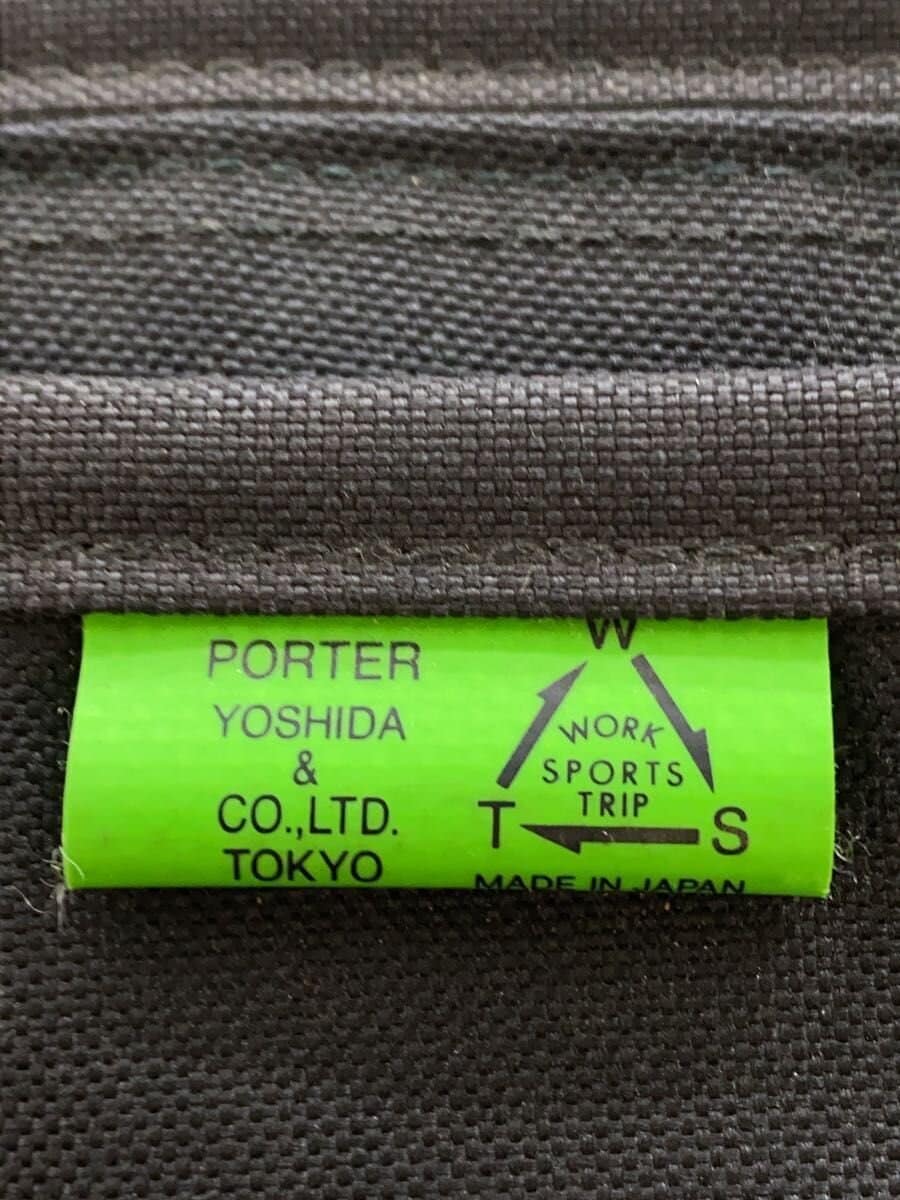 PORTER
YOSHIDA
&
CO.,LTD.
TOKYO
W
WORK
SPORTS
TRIP
T
S
MADE IN JAPAN